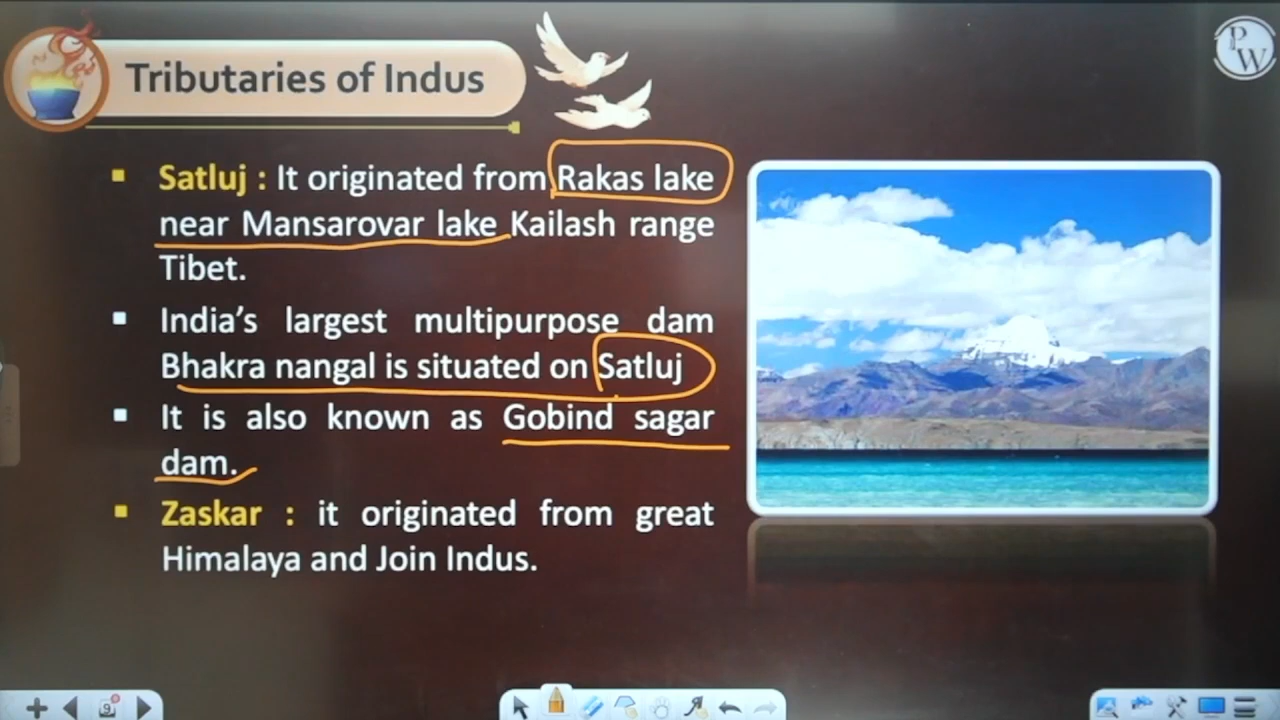 Tributaries of Indus
PW
▪ Satluj : It originated from Rakas lake
near Mansarovar lake Kailash range
Tibet.
▪ India's largest multipurpose dam
Bhakra nangal is situated on Satluj
▪ It is also known as Gobind sagar
dam.
▪ Zaskar : it originated from great
Himalaya and Join Indus.
9